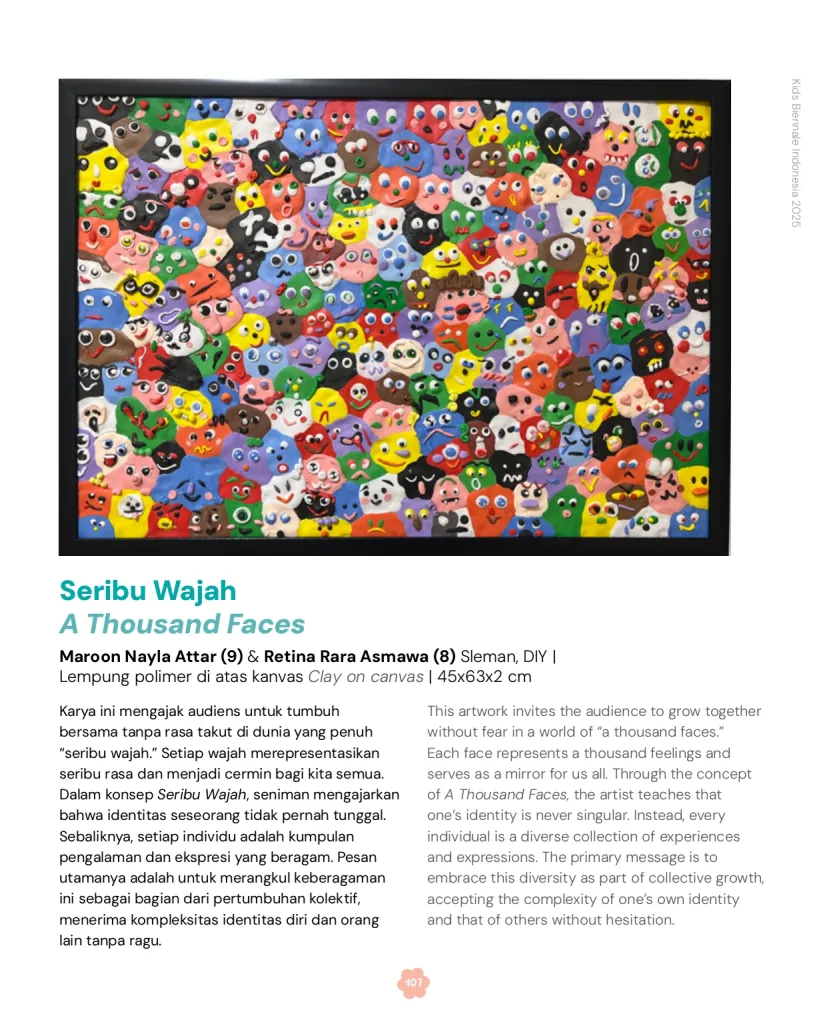 Kids Biennale Indonesia 2025
Seribu Wajah
A Thousand Faces
Maroon Nayla Attar (9) & Retina Rara Asmawa (8) Sleman, DIY |
Lempung polimer di atas kanvas Clay on canvas | 45x63x2 cm
Karya ini mengajak audiens untuk tumbuh
bersama tanpa rasa takut di dunia yang penuh
“seribu wajah.” Setiap wajah merepresentasikan
seribu rasa dan menjadi cermin bagi kita semua.
Dalam konsep Seribu Wajah, seniman mengajarkan
bahwa identitas seseorang tidak pernah tunggal.
Sebaliknya, setiap individu adalah kumpulan
pengalaman dan ekspresi yang beragam. Pesan
utamanya adalah untuk merangkul keberagaman
ini sebagai bagian dari pertumbuhan kolektif,
menerima kompleksitas identitas diri dan orang
lain tanpa ragu.
This artwork invites the audience to grow together
without fear in a world of “a thousand faces.”
Each face represents a thousand feelings and
serves as a mirror for us all. Through the concept
of A Thousand Faces, the artist teaches that
one’s identity is never singular. Instead, every
individual is a diverse collection of experiences
and expressions. The primary message is to
embrace this diversity as part of collective growth,
accepting the complexity of one’s own identity
and that of others without hesitation.
107